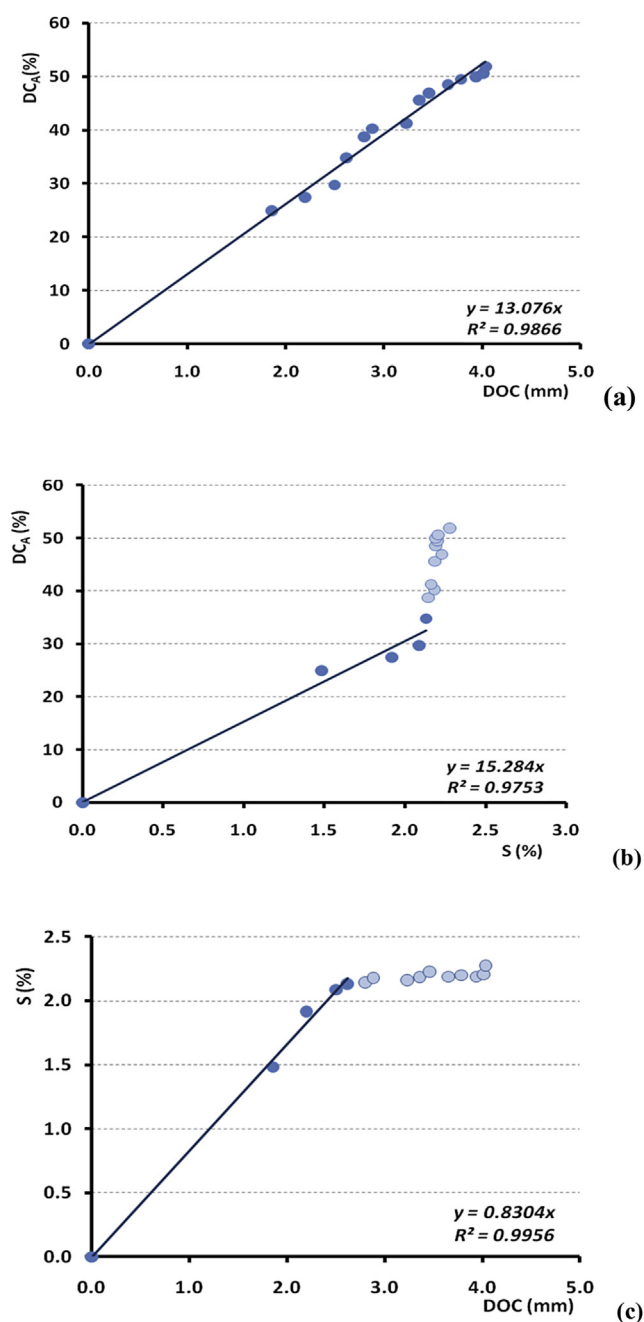 60
50
40
30
20
10
0
DCA(%)
y = 13.076x
R² = 0.9866
0.0 1.0 2.0 3.0 4.0 5.0
DOC (mm)
(a)
60
50
40
30
20
10
0
DCA (%)
y = 15.284x
R² = 0.9753
0.0 0.5 1.0 1.5 2.0 2.5 3.0
S (%)
(b)
2.5
2.0
1.5
1.0
0.5
0.0
S (%)
y = 0.8304x
R² = 0.9956
0.0 1.0 2.0 3.0 4.0 5.0
DOC (mm)
(c)